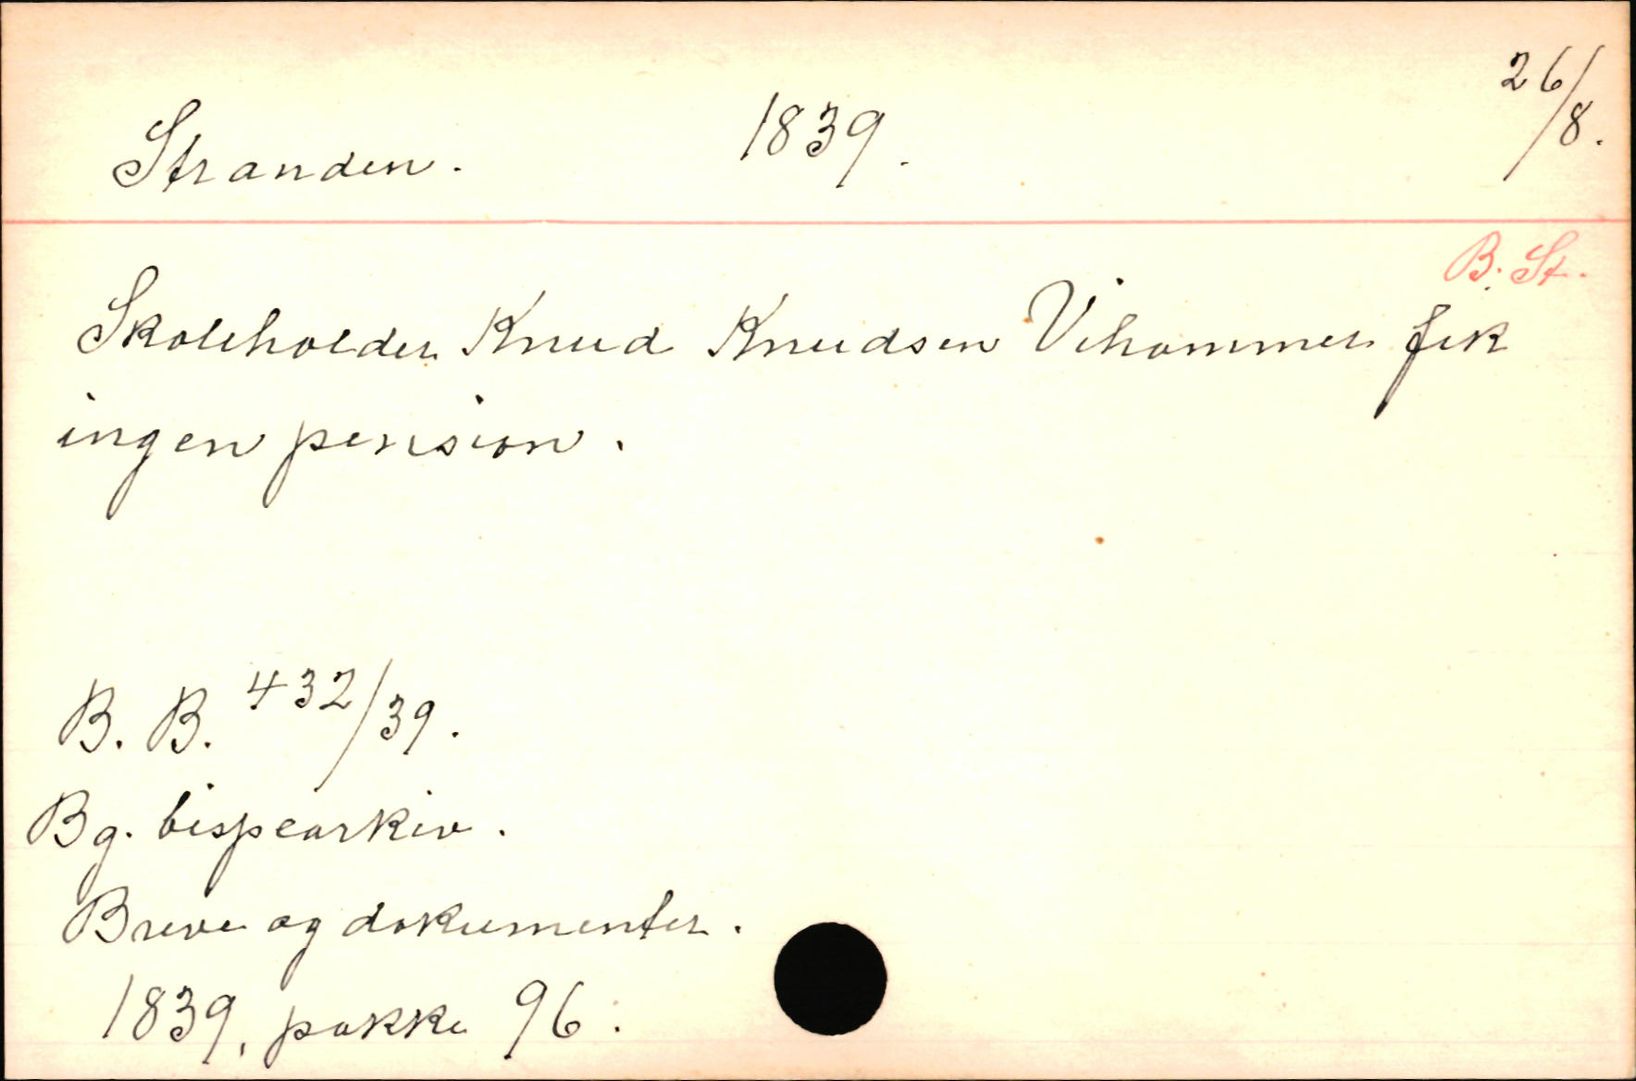 Stranden. 1839. 26/8.
B. St.
Skoleholder Knud Knudsen Vihammer fik
ingen pension.
B. B. 432/39.
Bg. bispearkiv.
Breve og dokumenter.
1839, pakke 96.